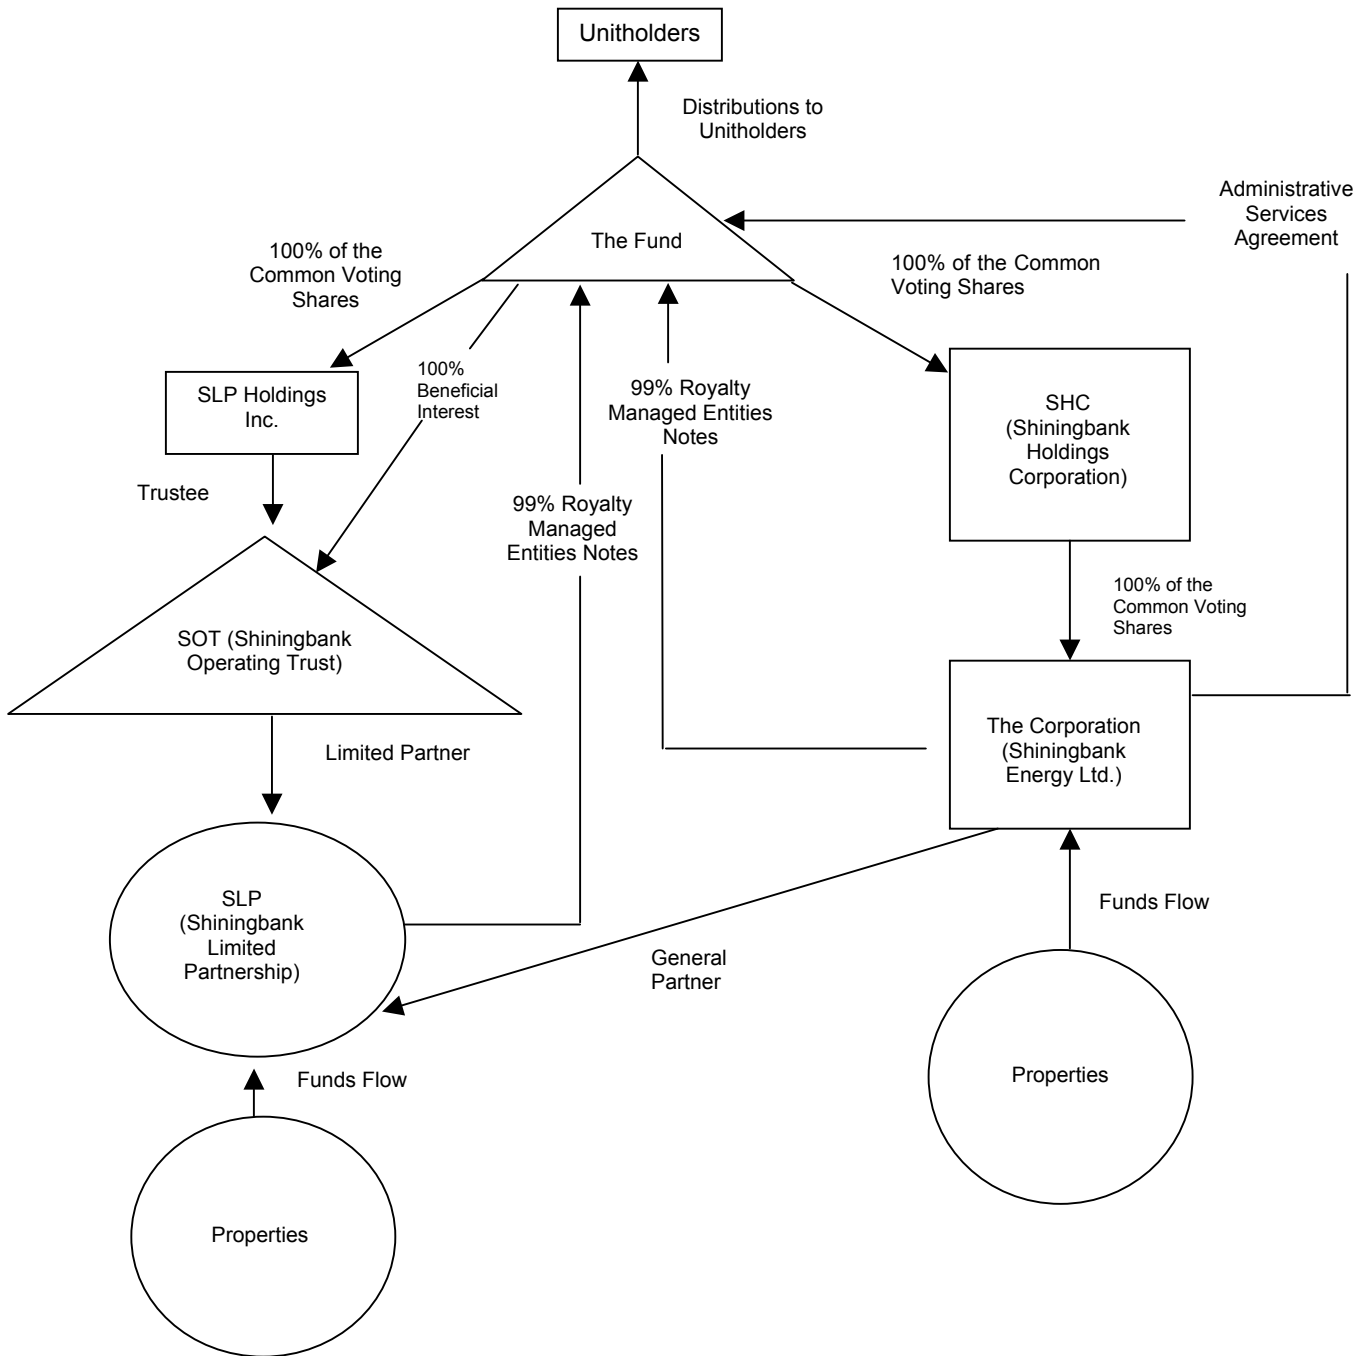 Unitholders
Distributions to
Unitholders
Administrative
Services
Agreement
The Fund
100% of the
Common Voting
Shares
100% of the Common
Voting Shares
SLP Holdings
Inc.
100%
Beneficial
Interest
99% Royalty
Managed Entities
Notes
SHC
(Shiningbank
Holdings
Corporation)
Trustee
99% Royalty
Managed
Entities Notes
100% of the
Common Voting
Shares
SOT (Shiningbank
Operating Trust)
Limited Partner
The Corporation
(Shiningbank
Energy Ltd.)
SLP
(Shiningbank
Limited
Partnership)
General
Partner
Funds Flow
Properties
Funds Flow
Properties